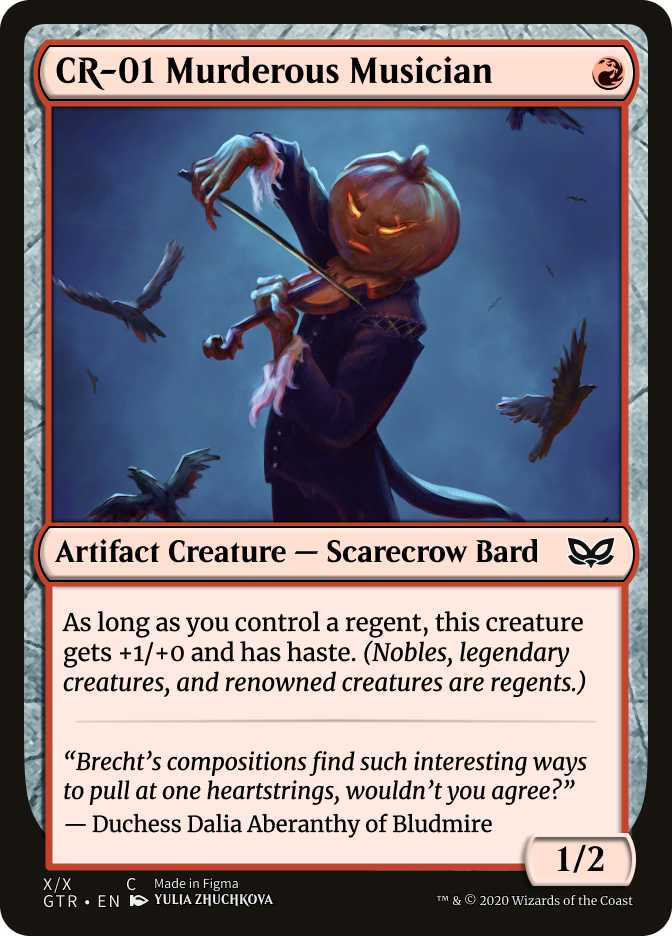 CR-01 Murderous Musician
Artifact Creature — Scarecrow Bard
As long as you control a regent, this creature
gets +1/+0 and has haste. (Nobles, legendary
creatures, and renowned creatures are regents.)
“Brecht’s compositions find such interesting ways
to pull at one heartstrings, wouldn’t you agree?”
— Duchess Dalia Aberanthy of Bludmire
1/2
X/X C Made in Figma
GTR • EN YULIA ZHUCHKOVA ™ & © 2020 Wizards of the Coast